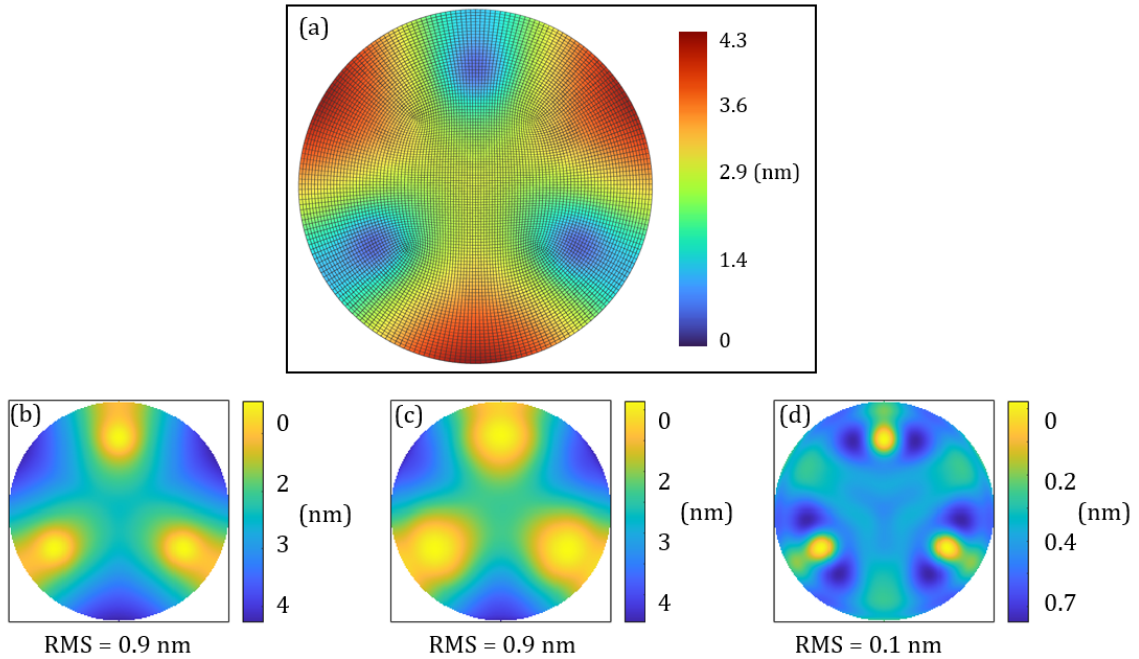 (a)
4.3
3.6
2.9 (nm)
1.4
0
(b)
0
2
(nm)
3
4
RMS = 0.9 nm
(c)
0
2
(nm)
3
4
RMS = 0.9 nm
(d)
0
0.2
(nm)
0.4
0.7
RMS = 0.1 nm